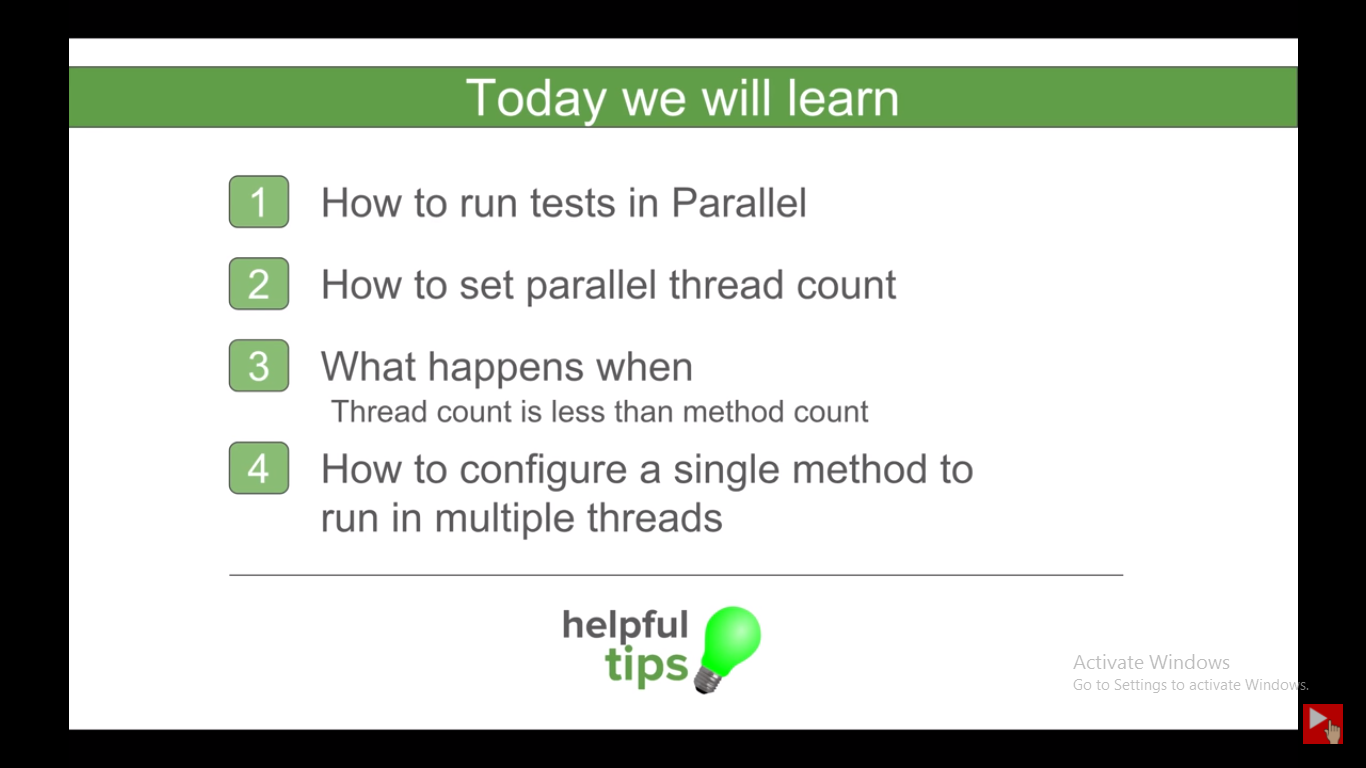 Today we will learn
1 How to run tests in Parallel
2 How to set parallel thread count
3 What happens when
Thread count is less than method count
4 How to configure a single method to
run in multiple threads
helpful
tips
Activate Windows
Go to Settings to activate Windows.